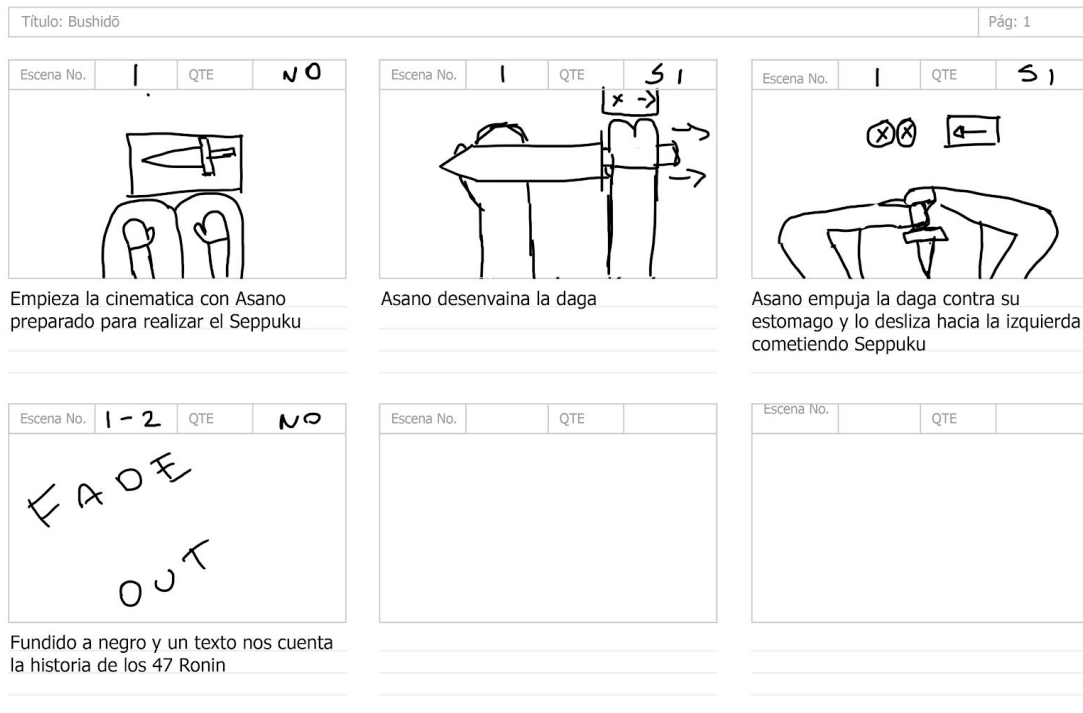 Título: Bushidō
Pág: 1
Escena No. 1 QTE NO
Escena No. 1 QTE SI
Escena No. 1 QTE SI
x →
x x ←
Empieza la cinematica con Asano
preparado para realizar el Seppuku
Asano desenvaina la daga
Asano empuja la daga contra su
estomago y lo desliza hacia la izquierda
cometiendo Seppuku
Escena No. 1-2 QTE NO
Escena No. QTE
Escena No. QTE
FADE
OUT
Fundido a negro y un texto nos cuenta
la historia de los 47 Ronin